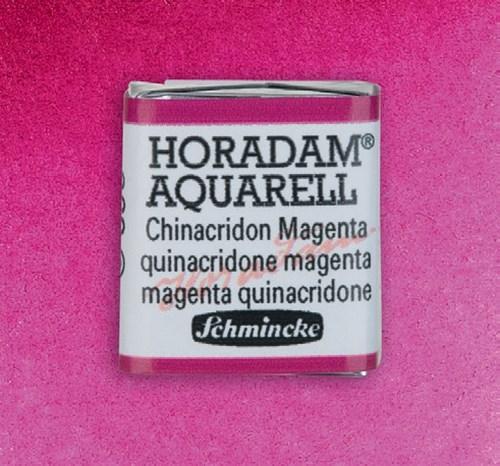 HORADAM®
AQUARELL
Chinacridon Magenta
quinacridone magenta
magenta quinacridone
Schmincke